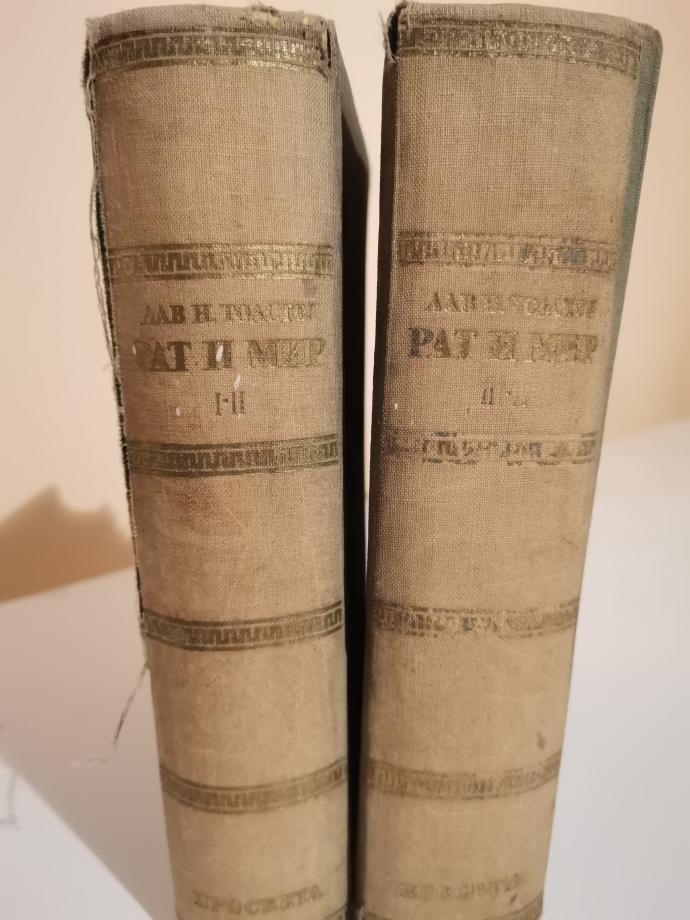 ЛАВ Н. ТОЛСТОЈ
РАТ И МИР
I-II
ПРОСВЕТА
ЛАВ Н. ТОЛСТОЈ
РАТ И МИР
ПРОСВЕТА